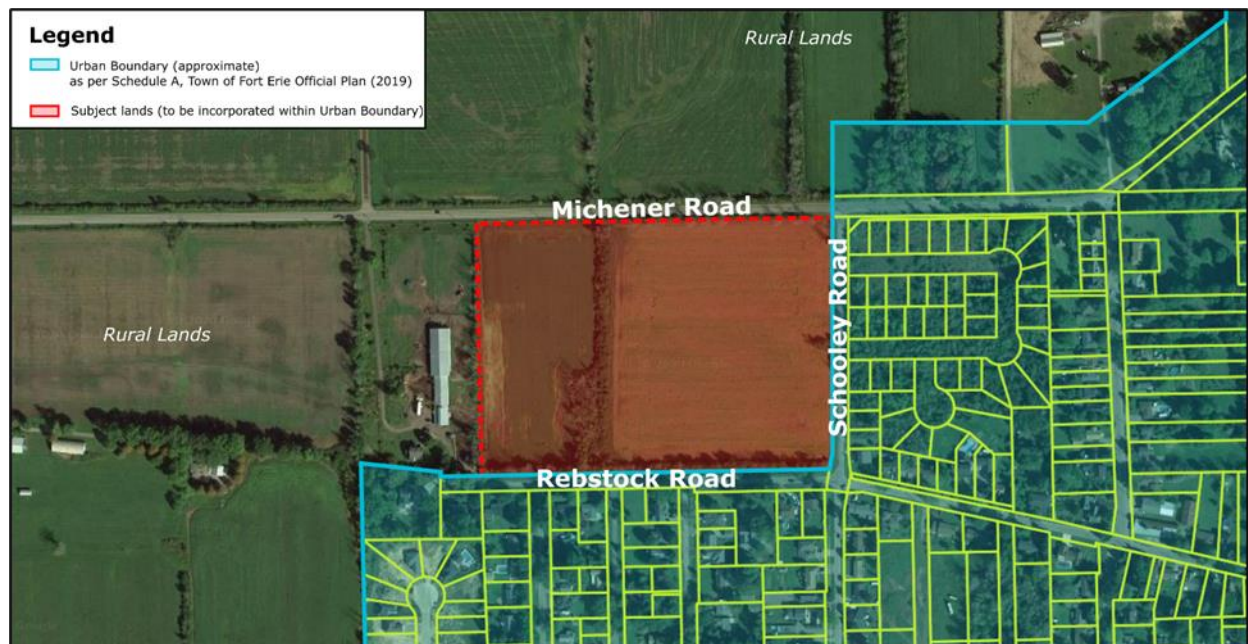 Legend
Urban Boundary (approximate)
as per Schedule A, Town of Fort Erie Official Plan (2019)
Subject lands (to be incorporated within Urban Boundary)
Rural Lands
Michener Road
Schooley Road
Rural Lands
Rebstock Road